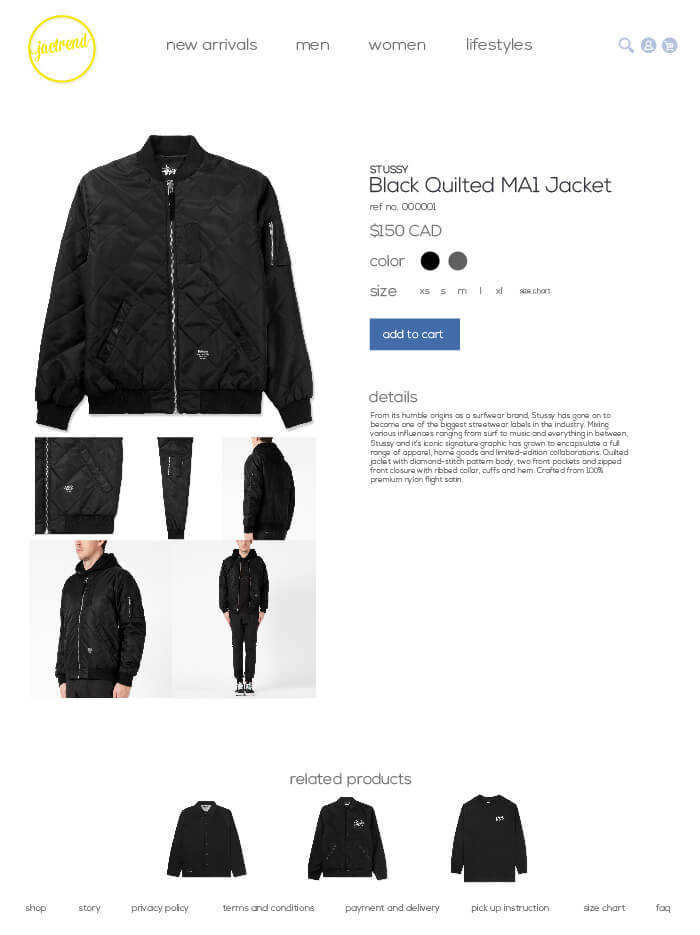 jactrend
new arrivals men women lifestyles
STUSSY
Black Quilted MA1 Jacket
ref no. 000001
$150 CAD
color
size xs s m l xl size chart
add to cart
details
From its humble origins as a surfwear brand, Stussy has gone on to
become one of the biggest streetwear labels in the industry. Mixing
various influences ranging from surf to music and everything in between,
Stussy and it's iconic signature graphic has grown to encapsulate a full
range of apparel, home goods and limited-edition collaborations. Quilted
jacket with diamond-stitch pattern body, two front pockets and zipped
front closure with ribbed collar, cuffs and hem. Crafted from 100%
premium nylon flight satin.
related products
shop story privacy policy terms and conditions payment and delivery pick up instruction size chart faq